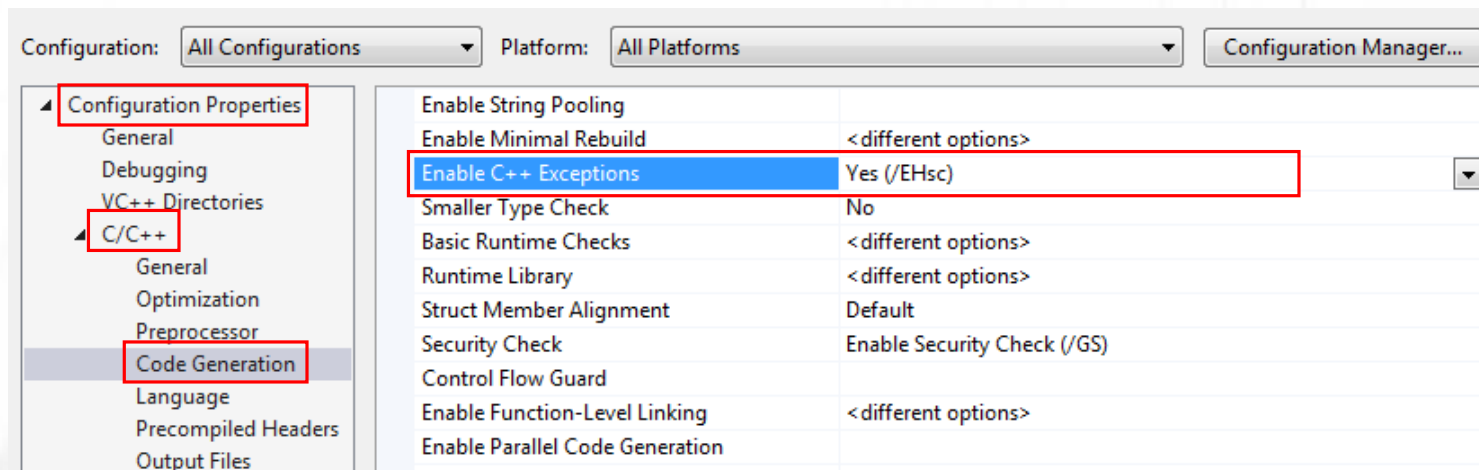 Configuration: All Configurations Platform: All Platforms Configuration Manager...
Configuration Properties
General
Debugging
VC++ Directories
C/C++
General
Optimization
Preprocessor
Code Generation
Language
Precompiled Headers
Output Files
Enable String Pooling
Enable Minimal Rebuild <different options>
Enable C++ Exceptions Yes (/EHsc)
Smaller Type Check No
Basic Runtime Checks <different options>
Runtime Library <different options>
Struct Member Alignment Default
Security Check Enable Security Check (/GS)
Control Flow Guard
Enable Function-Level Linking <different options>
Enable Parallel Code Generation